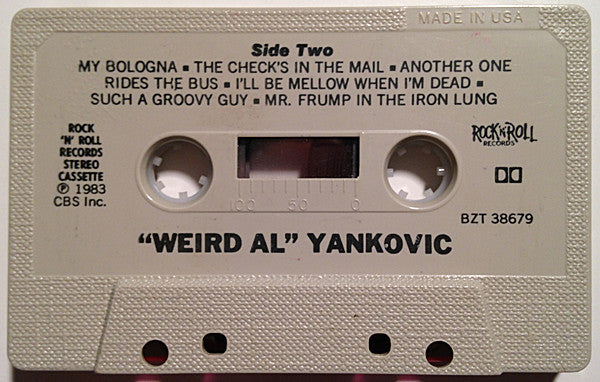 MADE IN USA
Side Two
MY BOLOGNA ▪ THE CHECK'S IN THE MAIL ▪ ANOTHER ONE
RIDES THE BUS ▪ I'LL BE MELLOW WHEN I'M DEAD ▪
SUCH A GROOVY GUY ▪ MR. FRUMP IN THE IRON LUNG
ROCK
'N' ROLL
RECORDS
STEREO
CASSETTE
℗ 1983
CBS Inc.
ROCK'N'ROLL
RECORDS
100 50 0
BZT 38679
"WEIRD AL" YANKOVIC